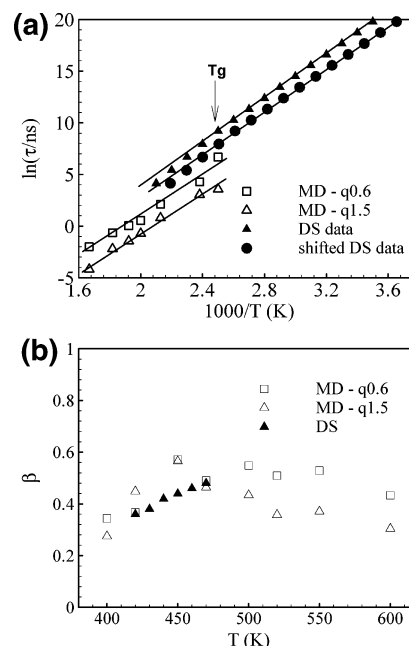 (a)
20
15
10
5
0
-5
ln(τ/ns)
Tg
MD - q0.6
MD - q1.5
DS data
shifted DS data
1.6 2 2.4 2.8 3.2 3.6
1000/T (K)
(b)
1
0.8
0.6
0.4
0.2
0
β
MD - q0.6
MD - q1.5
DS
400 450 500 550 600
T (K)